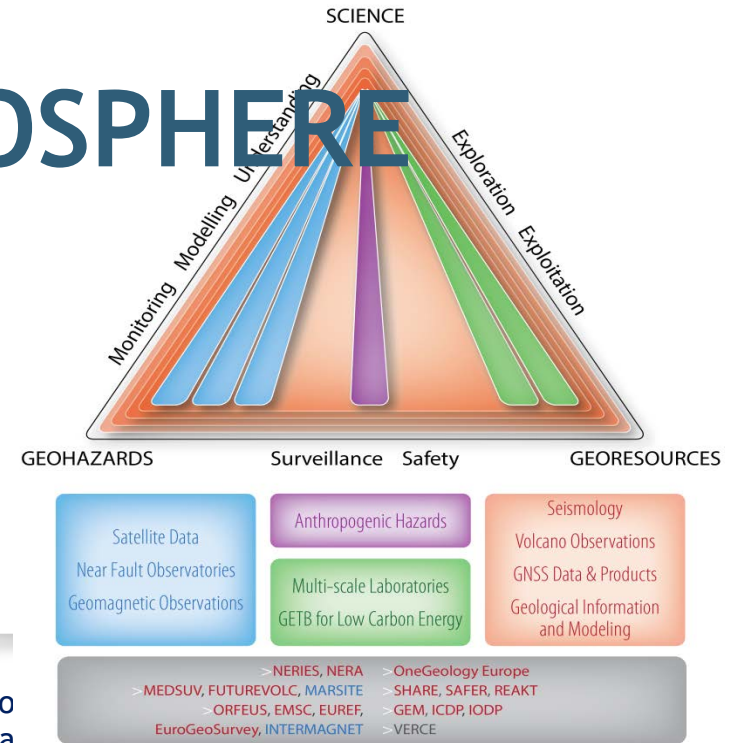 SCIENCE
OSPHERE
Understanding
Modelling
Monitoring
Exploration
Exploitation
GEOHAZARDS
Surveillance Safety
GEORESOURCES
Satellite Data
Near Fault Observatories
Geomagnetic Observations
Anthropogenic Hazards
Multi-scale Laboratories
GETB for Low Carbon Energy
Seismology
Volcano Observations
GNSS Data & Products
Geological Information
and Modeling
>NERIES, NERA
>MEDSUV, FUTUREVOLC, MARSITE
>ORFEUS, EMSC, EUREF,
EuroGeoSurvey, INTERMAGNET
>OneGeology Europe
>SHARE, SAFER, REAKT
>GEM, ICDP, IODP
>VERCE